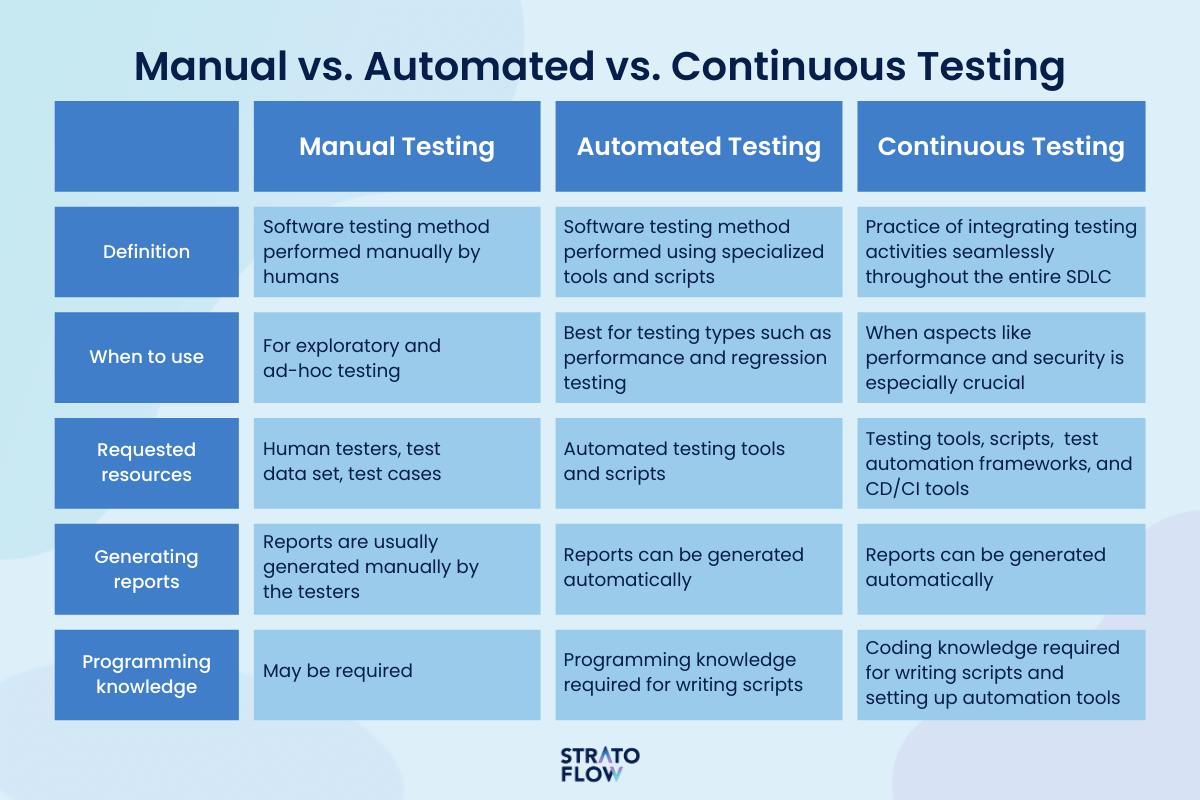 Manual vs. Automated vs. Continuous Testing
Manual Testing
Automated Testing
Continuous Testing
Definition
Software testing method
performed manually by
humans
Software testing method
performed using specialized
tools and scripts
Practice of integrating testing
activities seamlessly
throughout the entire SDLC
When to use
For exploratory and
ad-hoc testing
Best for testing types such as
performance and regression
testing
When aspects like
performance and security is
especially crucial
Requested
resources
Human testers, test
data set, test cases
Automated testing tools
and scripts
Testing tools, scripts,  test
automation frameworks, and
CD/CI tools
Generating
reports
Reports are usually
generated manually by
the testers
Reports can be generated
automatically
Reports can be generated
automatically
Programming
knowledge
May be required
Programming knowledge
required for writing scripts
Coding knowledge required
for writing scripts and
setting up automation tools
STRATO
FLOW